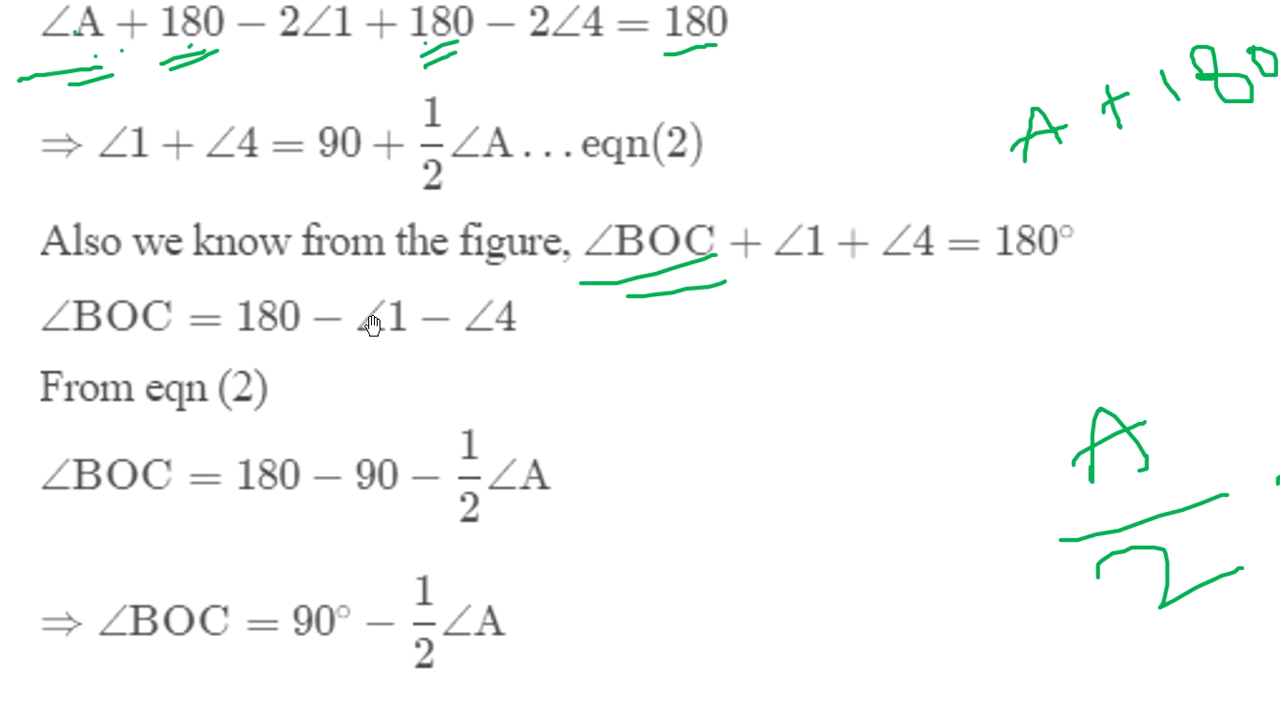 ∠A + 180 − 2∠1 + 180 − 2∠4 = 180
A + 180
⇒ ∠1 + ∠4 = 90 + 1/2 ∠A ... eqn(2)
Also we know from the figure, ∠BOC + ∠1 + ∠4 = 180°
∠BOC = 180 − ∠1 − ∠4
From eqn (2)
∠BOC = 180 − 90 − 1/2 ∠A
A/2
⇒ ∠BOC = 90° − 1/2 ∠A